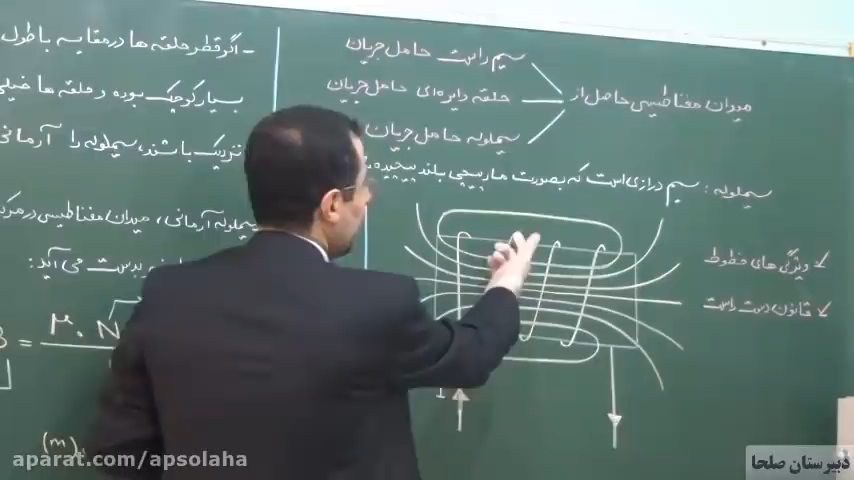 میدان مغناطیسی حاصل از
سیم راست حامل جریان
حلقه دایره‌ای حامل جریان
سیملوله حامل جریان
سیملوله : سیم درازی است که بصورت مارپیچی بلند پیچیده
ویژگی های خطوط
قانون دست راست
I
- اگر قطر حلقه ها در مقایسه با طول
بسیار کوچک بوده و حلقه ها خیلی
نزدیک باشند، سیملوله را آرمانی
سیملوله آرمانی، میدان مغناطیسی در مرکز
بدست می آید:
= μ. N
(m)
aparat.com/apsolaha
دبیرستان صلحا